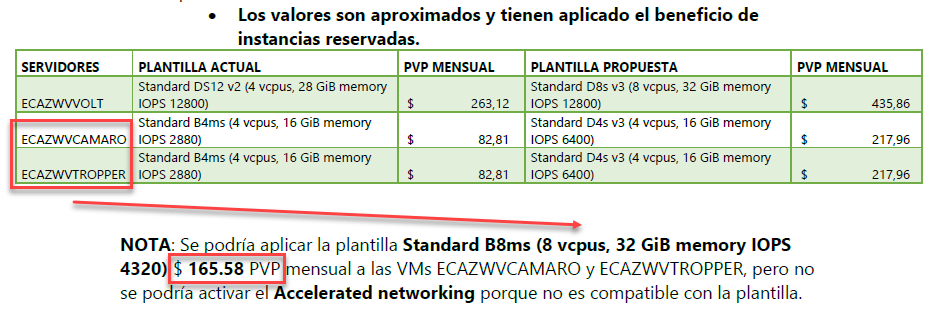 • Los valores son aproximados y tienen aplicado el beneficio de
instancias reservadas.
SERVIDORES PLANTILLA ACTUAL PVP MENSUAL PLANTILLA PROPUESTA PVP MENSUAL
Standard DS12 v2 (4 vcpus, 28 GiB memory Standard D8s v3 (8 vcpus, 32 GiB memory
ECAZWVVOLT IOPS 12800) $ 263,12 IOPS 12800) $ 435,86
Standard B4ms (4 vcpus, 16 GiB memory Standard D4s v3 (4 vcpus, 16 GiB memory
ECAZWVCAMARO IOPS 2880) $ 82,81 IOPS 6400) $ 217,96
Standard B4ms (4 vcpus, 16 GiB memory Standard D4s v3 (4 vcpus, 16 GiB memory
ECAZWVTROPPER IOPS 2880) $ 82,81 IOPS 6400) $ 217,96
NOTA: Se podría aplicar la plantilla Standard B8ms (8 vcpus, 32 GiB memory IOPS
4320) $ 165.58 PVP mensual a las VMs ECAZWVCAMARO y ECAZWVTROPPER, pero no
se podría activar el Accelerated networking porque no es compatible con la plantilla.